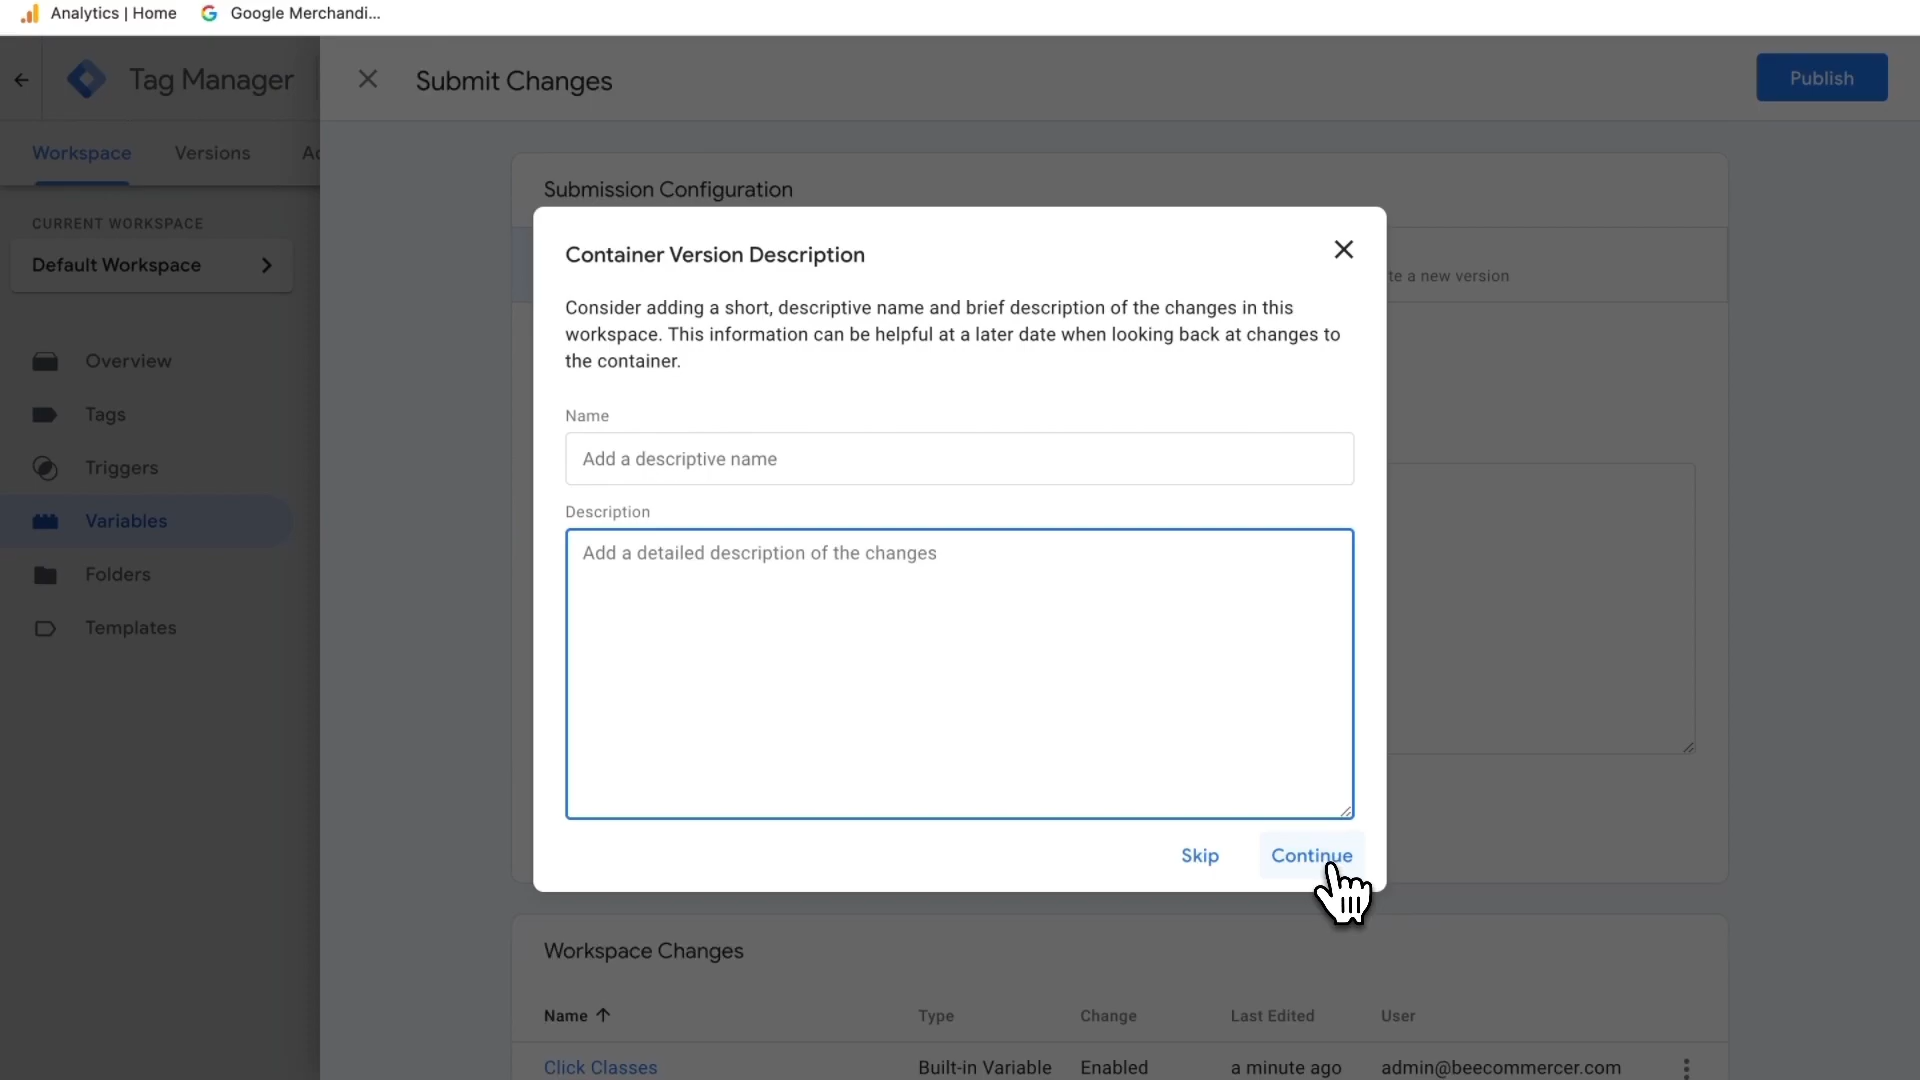 Analytics | Home
Google Merchandi...
Tag Manager
Submit Changes
Publish
Workspace
Versions
Submission Configuration
CURRENT WORKSPACE
Default Workspace
Container Version Description
te a new version
Consider adding a short, descriptive name and brief description of the changes in this
workspace. This information can be helpful at a later date when looking back at changes to
the container.
Overview
Tags
Name
Add a descriptive name
Triggers
Variables
Description
Add a detailed description of the changes
Folders
Templates
Skip
Continue
Workspace Changes
Name
Type
Change
Last Edited
User
Click Classes
Built-in Variable
Enabled
a minute ago
admin@beecommercer.com